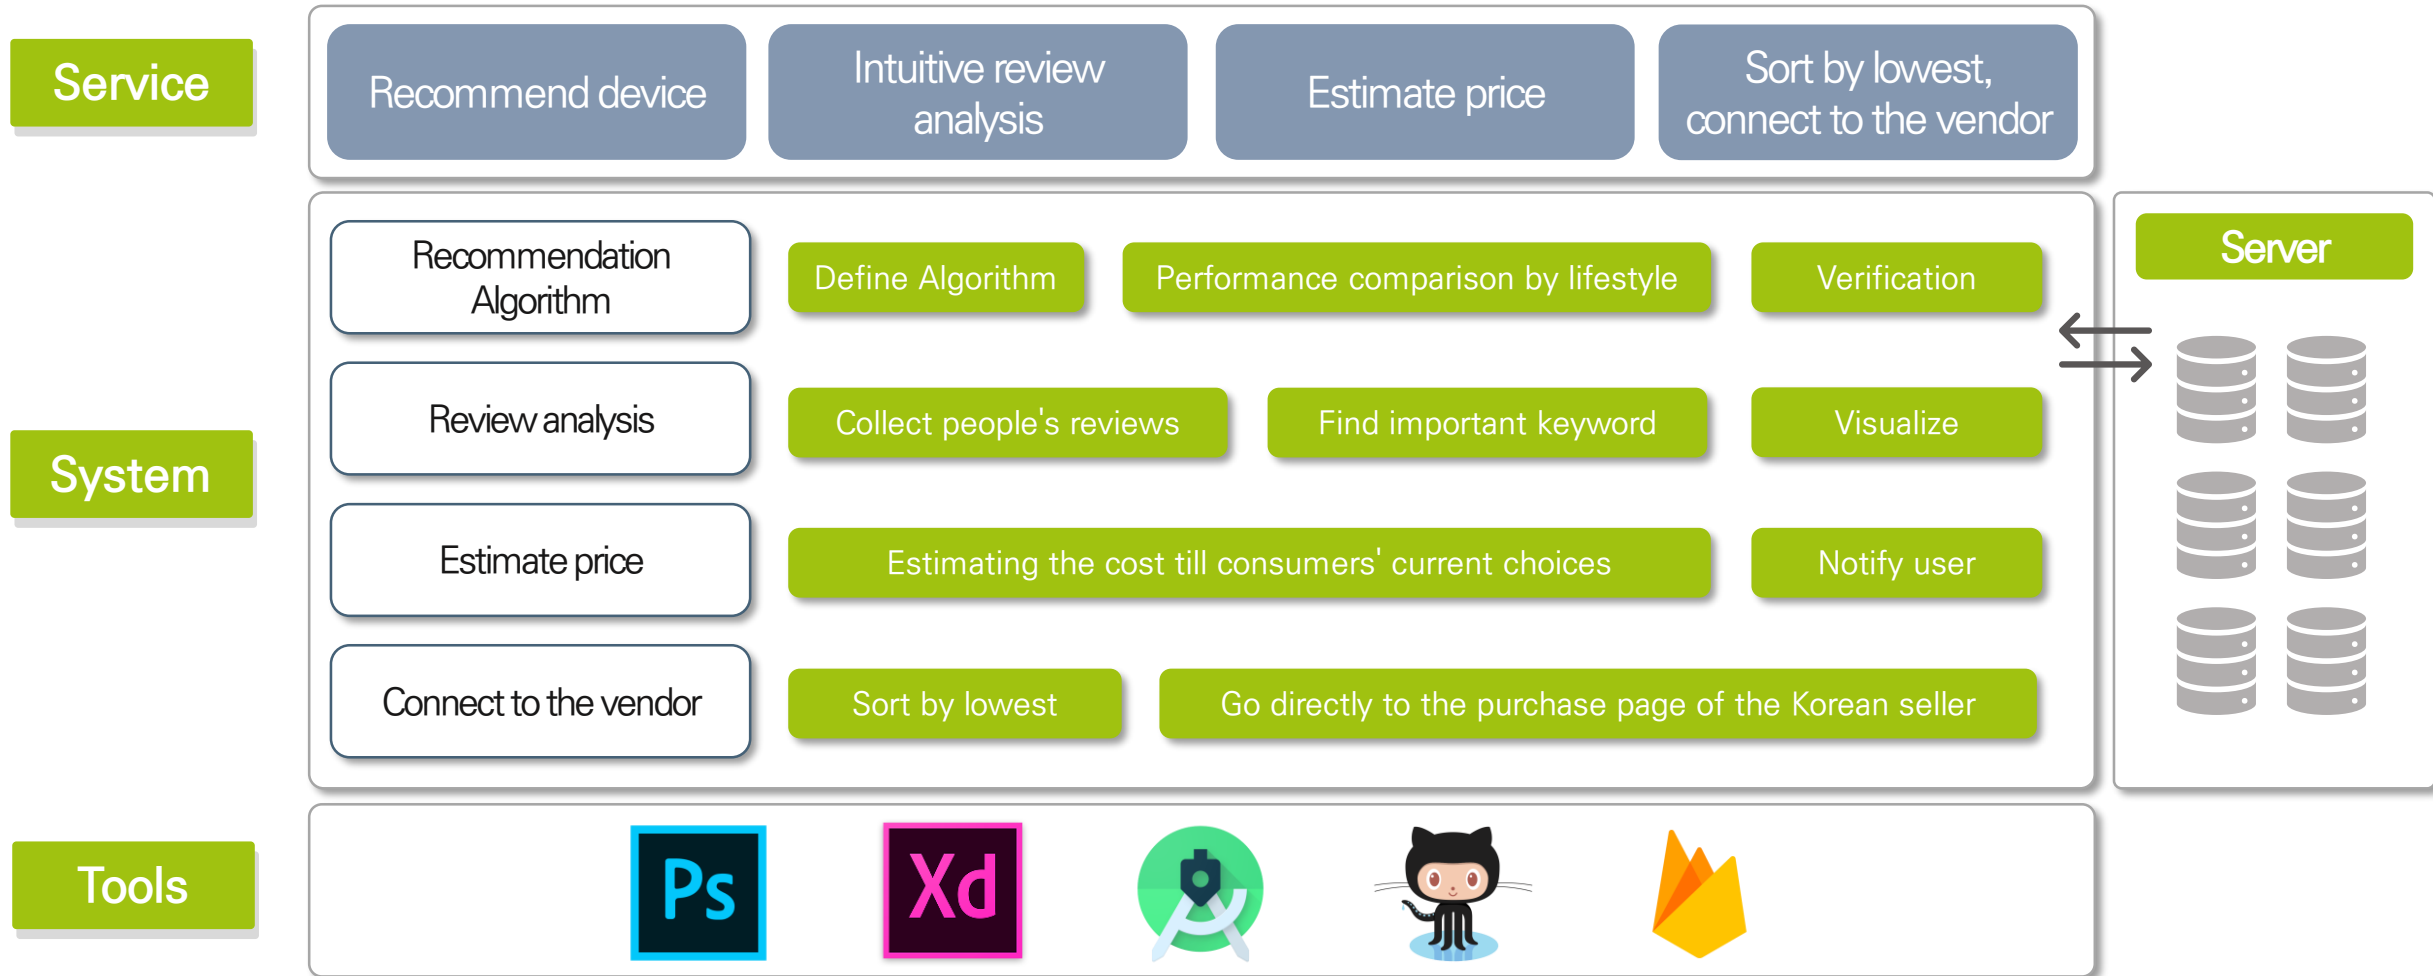 Service
Recommend device
Intuitive review
analysis
Estimate price
Sort by lowest,
connect to the vendor
System
Recommendation
Algorithm
Define Algorithm
Performance comparison by lifestyle
Verification
Review analysis
Collect people's reviews
Find important keyword
Visualize
Estimate price
Estimating the cost till consumers' current choices
Notify user
Connect to the vendor
Sort by lowest
Go directly to the purchase page of the Korean seller
Server
Tools
Ps
Xd